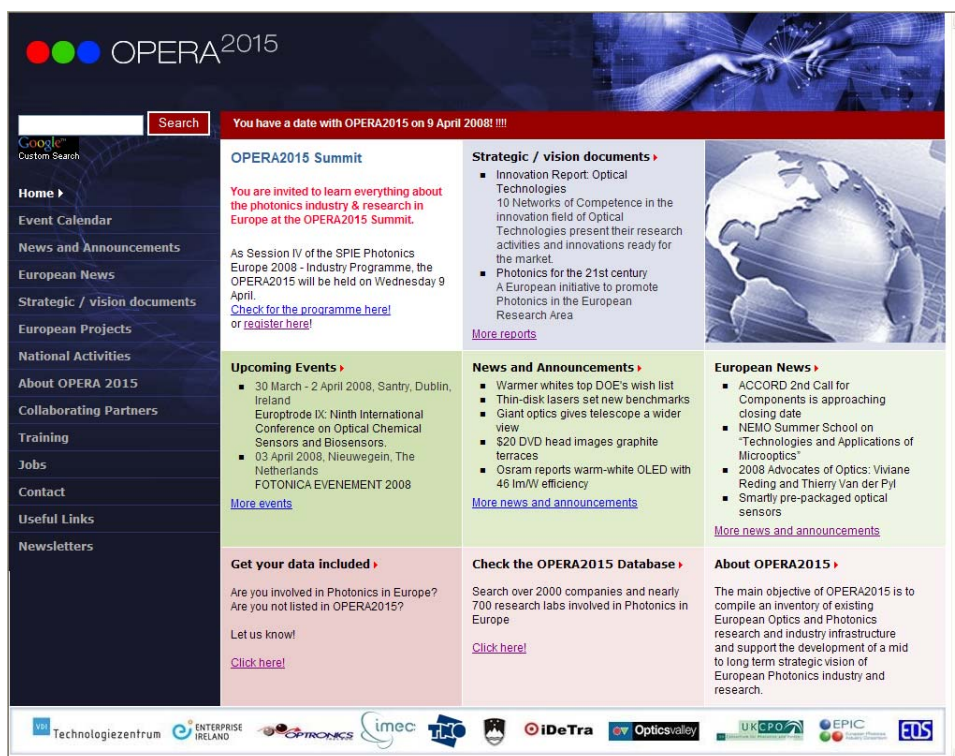 OPERA2015
Search
Google™
Custom Search
You have a date with OPERA2015 on 9 April 2008! !!!!
Home
Event Calendar
News and Announcements
European News
Strategic / vision documents
European Projects
National Activities
About OPERA 2015
Collaborating Partners
Training
Jobs
Contact
Useful Links
Newsletters
OPERA2015 Summit
You are invited to learn everything about
the photonics industry & research in
Europe at the OPERA2015 Summit.
As Session IV of the SPIE Photonics
Europe 2008 - Industry Programme, the
OPERA2015 will be held on Wednesday 9
April.
Check for the programme here!
or register here!
Strategic / vision documents
Innovation Report: Optical
Technologies
10 Networks of Competence in the
innovation field of Optical
Technologies present their research
activities and innovations ready for
the market.
Photonics for the 21st century
A European initiative to promote
Photonics in the European
Research Area
More reports
Upcoming Events
30 March - 2 April 2008, Santry, Dublin,
Ireland
Europtrode IX: Ninth International
Conference on Optical Chemical
Sensors and Biosensors.
03 April 2008, Nieuwegein, The
Netherlands
FOTONICA EVENEMENT 2008
More events
News and Announcements
Warmer whites top DOE's wish list
Thin-disk lasers set new benchmarks
Giant optics gives telescope a wider
view
$20 DVD head images graphite
terraces
Osram reports warm-white OLED with
46 lm/W efficiency
More news and announcements
European News
ACCORD 2nd Call for
Components is approaching
closing date
NEMO Summer School on
"Technologies and Applications of
Microoptics"
2008 Advocates of Optics: Viviane
Reding and Thierry Van der Pyl
Smartly pre-packaged optical
sensors
More news and announcements
Get your data included
Are you involved in Photonics in Europe?
Are you not listed in OPERA2015?
Let us know!
Click here!
Check the OPERA2015 Database
Search over 2000 companies and nearly
700 research labs involved in Photonics in
Europe
Click here!
About OPERA2015
The main objective of OPERA2015 is to
compile an inventory of existing
European Optics and Photonics
research and industry infrastructure
and support the development of a mid
to long term strategic vision of
European Photonics industry and
research.
VDI Technologiezentrum
ENTERPRISE
IRELAND
OPTRONICS
imec
TNO
iDeTra
OV Opticsvalley
UKCPO
EPIC
EOS